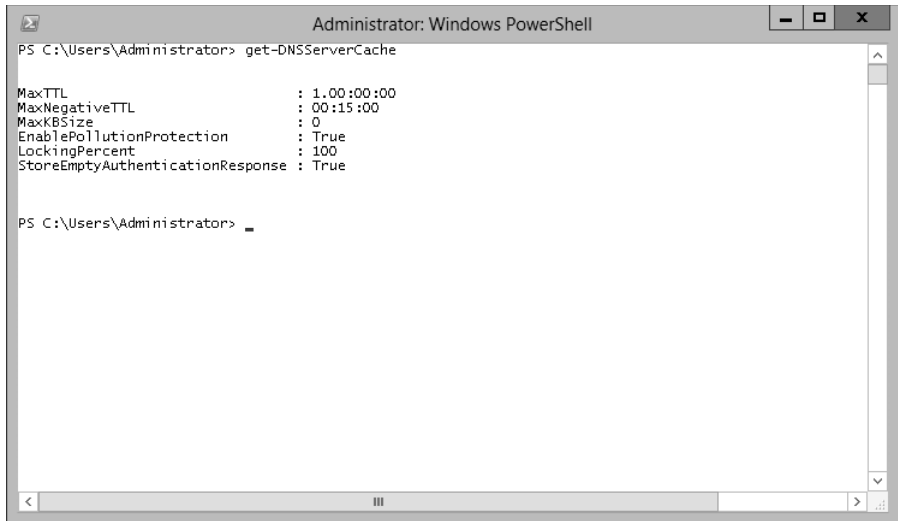 Administrator: Windows PowerShell
PS C:\Users\Administrator> get-DNSServerCache
MaxTTL : 1.00:00:00
MaxNegativeTTL : 00:15:00
MaxKBSize : 0
EnablePollutionProtection : True
LockingPercent : 100
StoreEmptyAuthenticationResponse : True
PS C:\Users\Administrator>